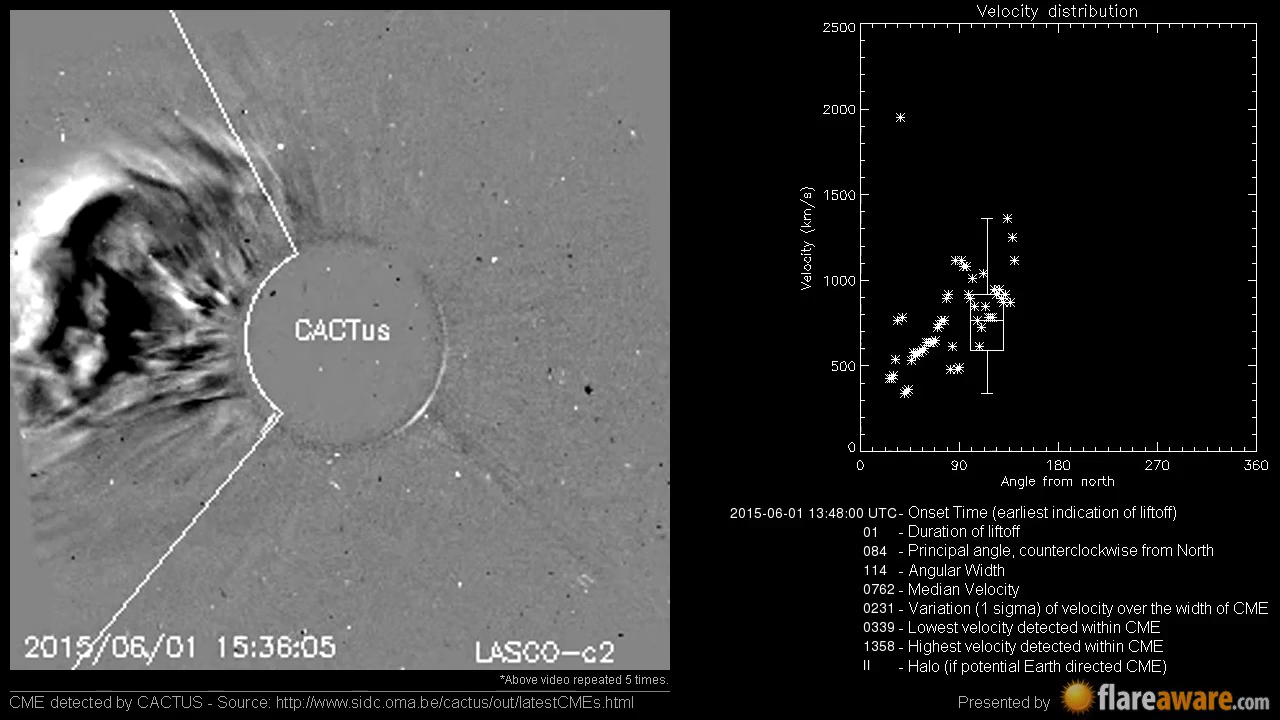 Velocity distribution
2500
2000
1500
1000
500
0
Velocity (km/s)
0 90 180 270 360
Angle from north
CACTus
2015/06/01 15:36:05 LASCO-c2
*Above video repeated 5 times.
CME detected by CACTUS - Source: http://www.sidc.oma.be/cactus/out/latestCMEs.html
2015-06-01 13:48:00 UTC - Onset Time (earliest indication of liftoff)
01 - Duration of liftoff
084 - Principal angle, counterclockwise from North
114 - Angular Width
0762 - Median Velocity
0231 - Variation (1 sigma) of velocity over the width of CME
0339 - Lowest velocity detected within CME
1358 - Highest velocity detected within CME
II - Halo (if potential Earth directed CME)
Presented by flareaware.com